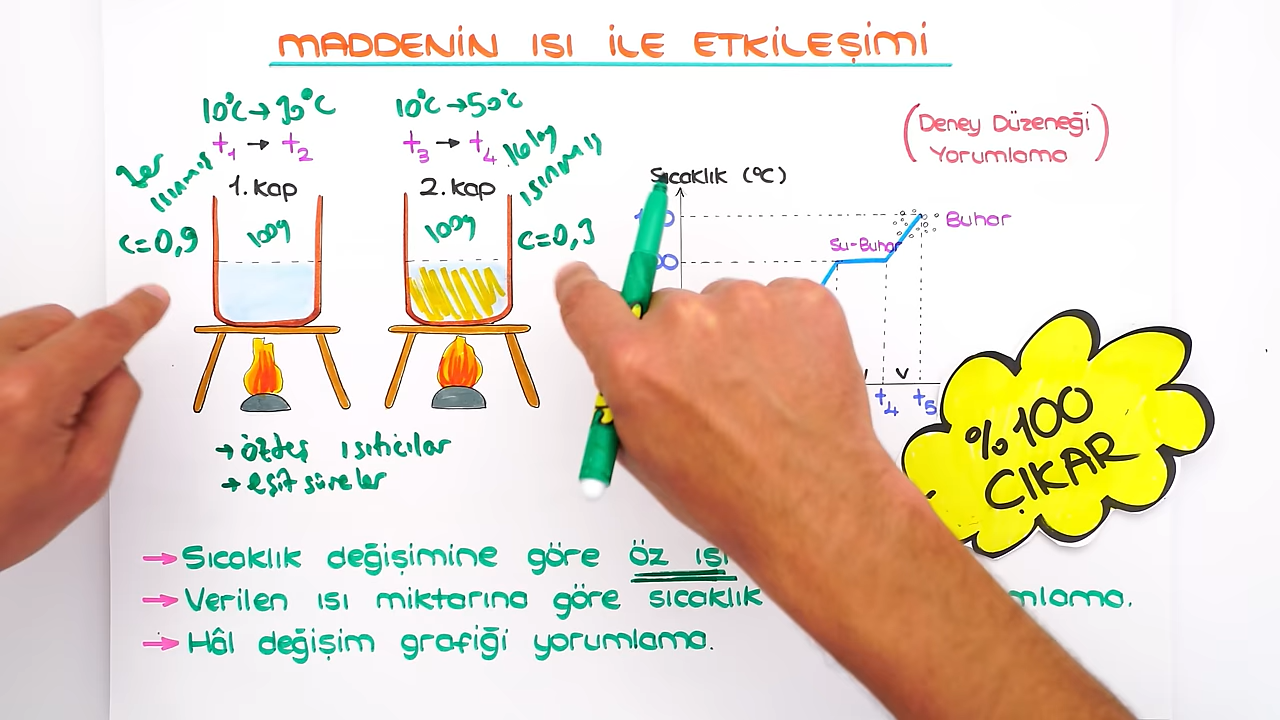 MADDENİN ISI İLE ETKİLEŞİMİ
10°C → 30°C
t1 → t2
1. kap
100g
c=0,9
10°C → 50°C
t3 → t4
2. kap
100g
c=0,3
kolay ısınmış
(Deney Düzeneği
Yorumlama)
Sıcaklık (°C)
Su-Buhar
Buhar
V
t4 t5
→ özdeş ısıtıcılar
→ eşit süreler
%100
ÇIKAR
→ Sıcaklık değişimine göre öz ısı
→ Verilen ısı miktarına göre sıcaklık
→ Hâl değişim grafiği yorumlama.